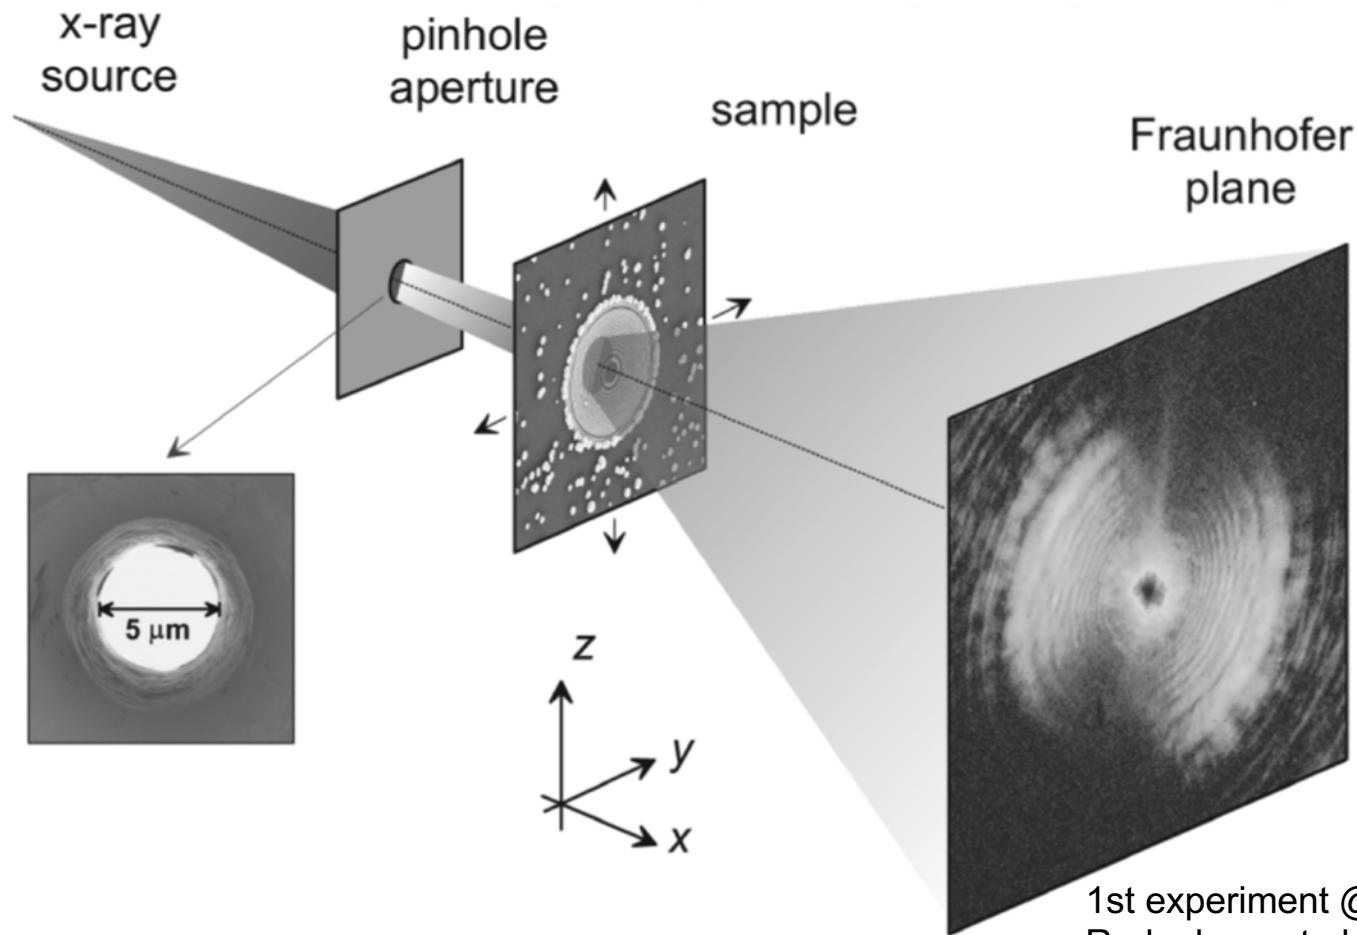 x-ray
source
pinhole
aperture
sample
Fraunhofer
plane
5 μm
z
y
x
1st experiment @